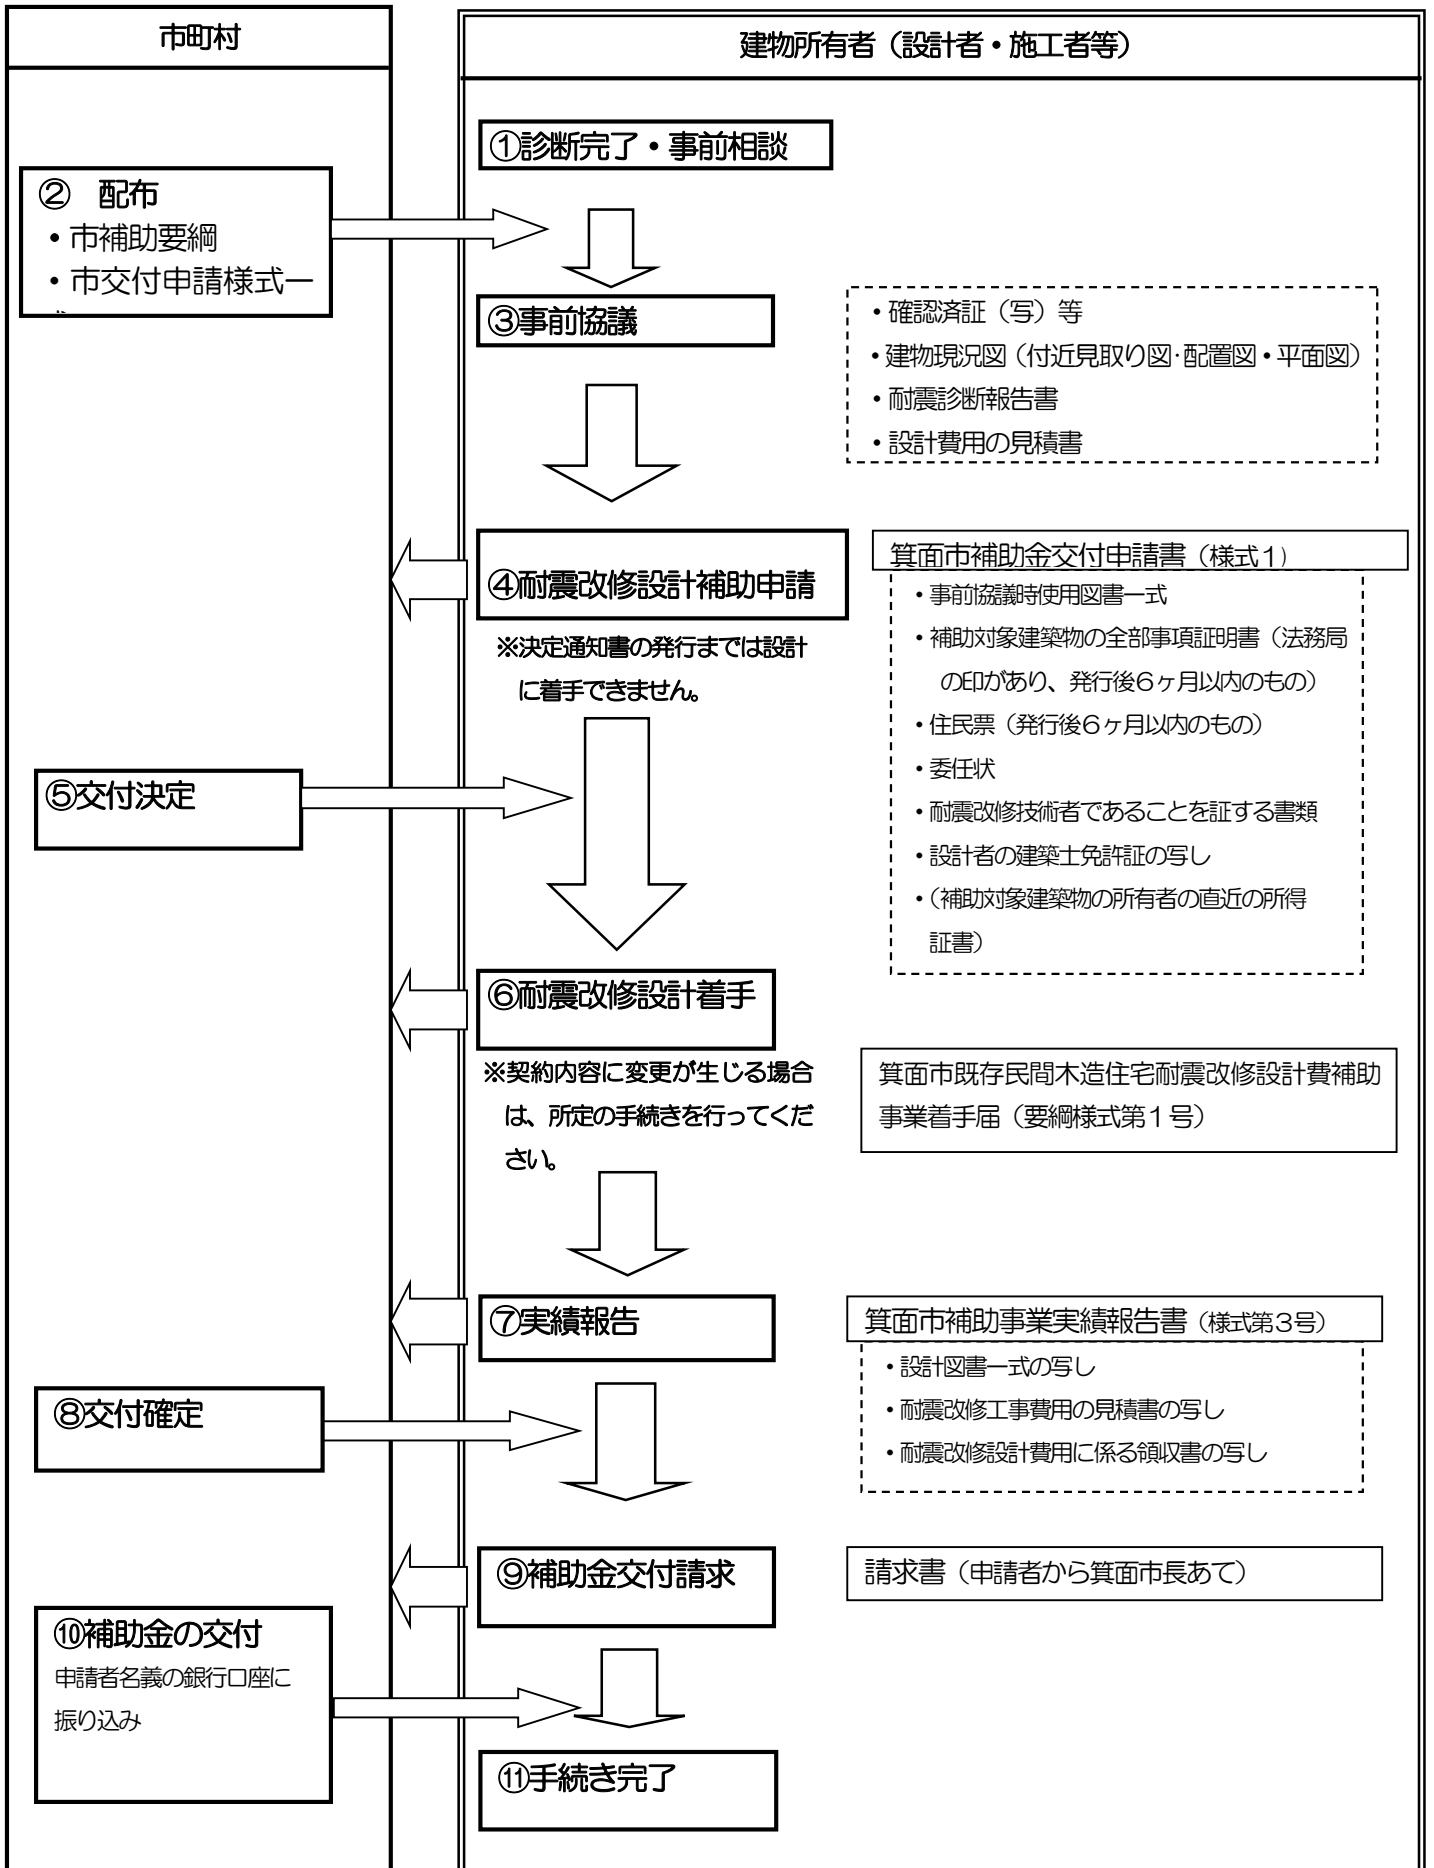 市町村
建物所有者（設計者・施工者等）
①診断完了・事前相談
②　配布
・市補助要綱
・市交付申請様式一
③事前協議
・確認済証（写）等
・建物現況図（付近見取り図･配置図・平面図）
・耐震診断報告書
・設計費用の見積書
④耐震改修設計補助申請
※決定通知書の発行までは設計
に着手できません。
箕面市補助金交付申請書（様式１）
・事前協議時使用図書一式
・補助対象建築物の全部事項証明書（法務局
の印があり、発行後６ヶ月以内のもの）
・住民票（発行後６ヶ月以内のもの）
・委任状
・耐震改修技術者であることを証する書類
・設計者の建築士免許証の写し
・（補助対象建築物の所有者の直近の所得
証書）
⑤交付決定
⑥耐震改修設計着手
※契約内容に変更が生じる場合
は、所定の手続きを行ってくだ
さい。
箕面市既存民間木造住宅耐震改修設計費補助
事業着手届（要綱様式第１号）
⑦実績報告
箕面市補助事業実績報告書（様式第３号）
・設計図書一式の写し
・耐震改修工事費用の見積書の写し
・耐震改修設計費用に係る領収書の写し
⑧交付確定
⑨補助金交付請求
請求書（申請者から箕面市長あて）
⑩補助金の交付
申請者名義の銀行口座に
振り込み
⑪手続き完了